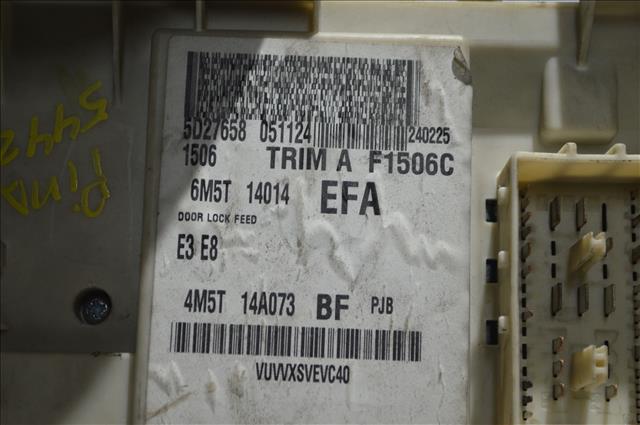 5D27658 051124 240225
1506 TRIM A F1506C
6M5T 14014 EFA
DOOR LOCK FEED
E3 E8
4M5T 14A073 BF PJB
VUVVXSVEVC40
5442